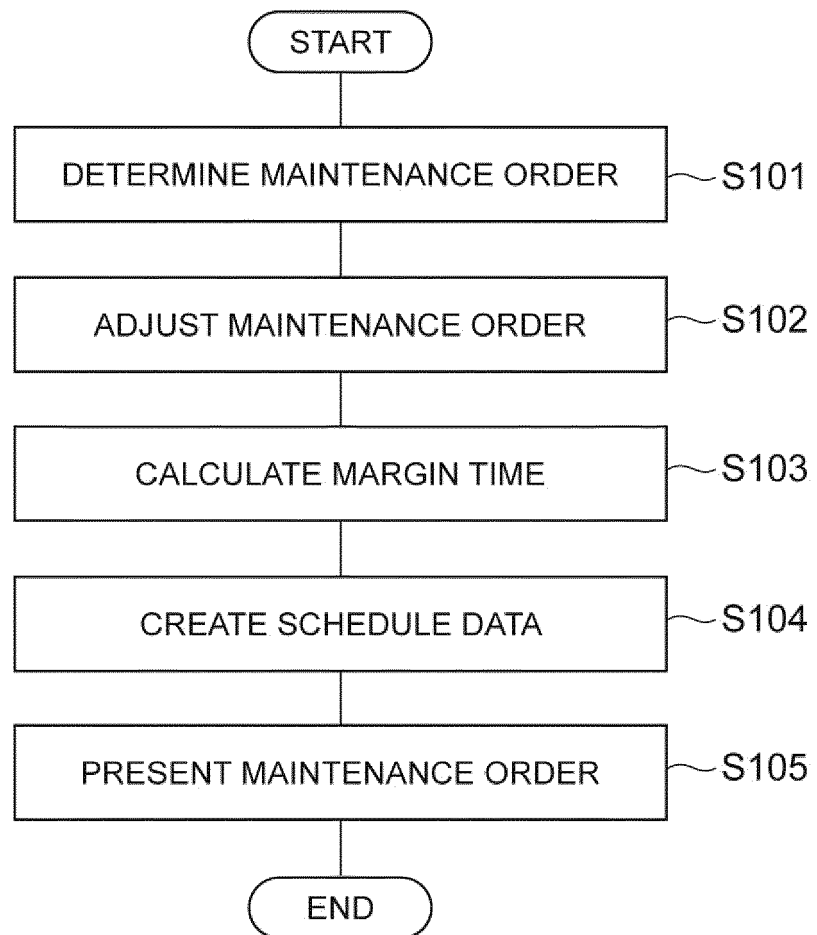 START
DETERMINE MAINTENANCE ORDER S101
ADJUST MAINTENANCE ORDER S102
CALCULATE MARGIN TIME S103
CREATE SCHEDULE DATA S104
PRESENT MAINTENANCE ORDER S105
END